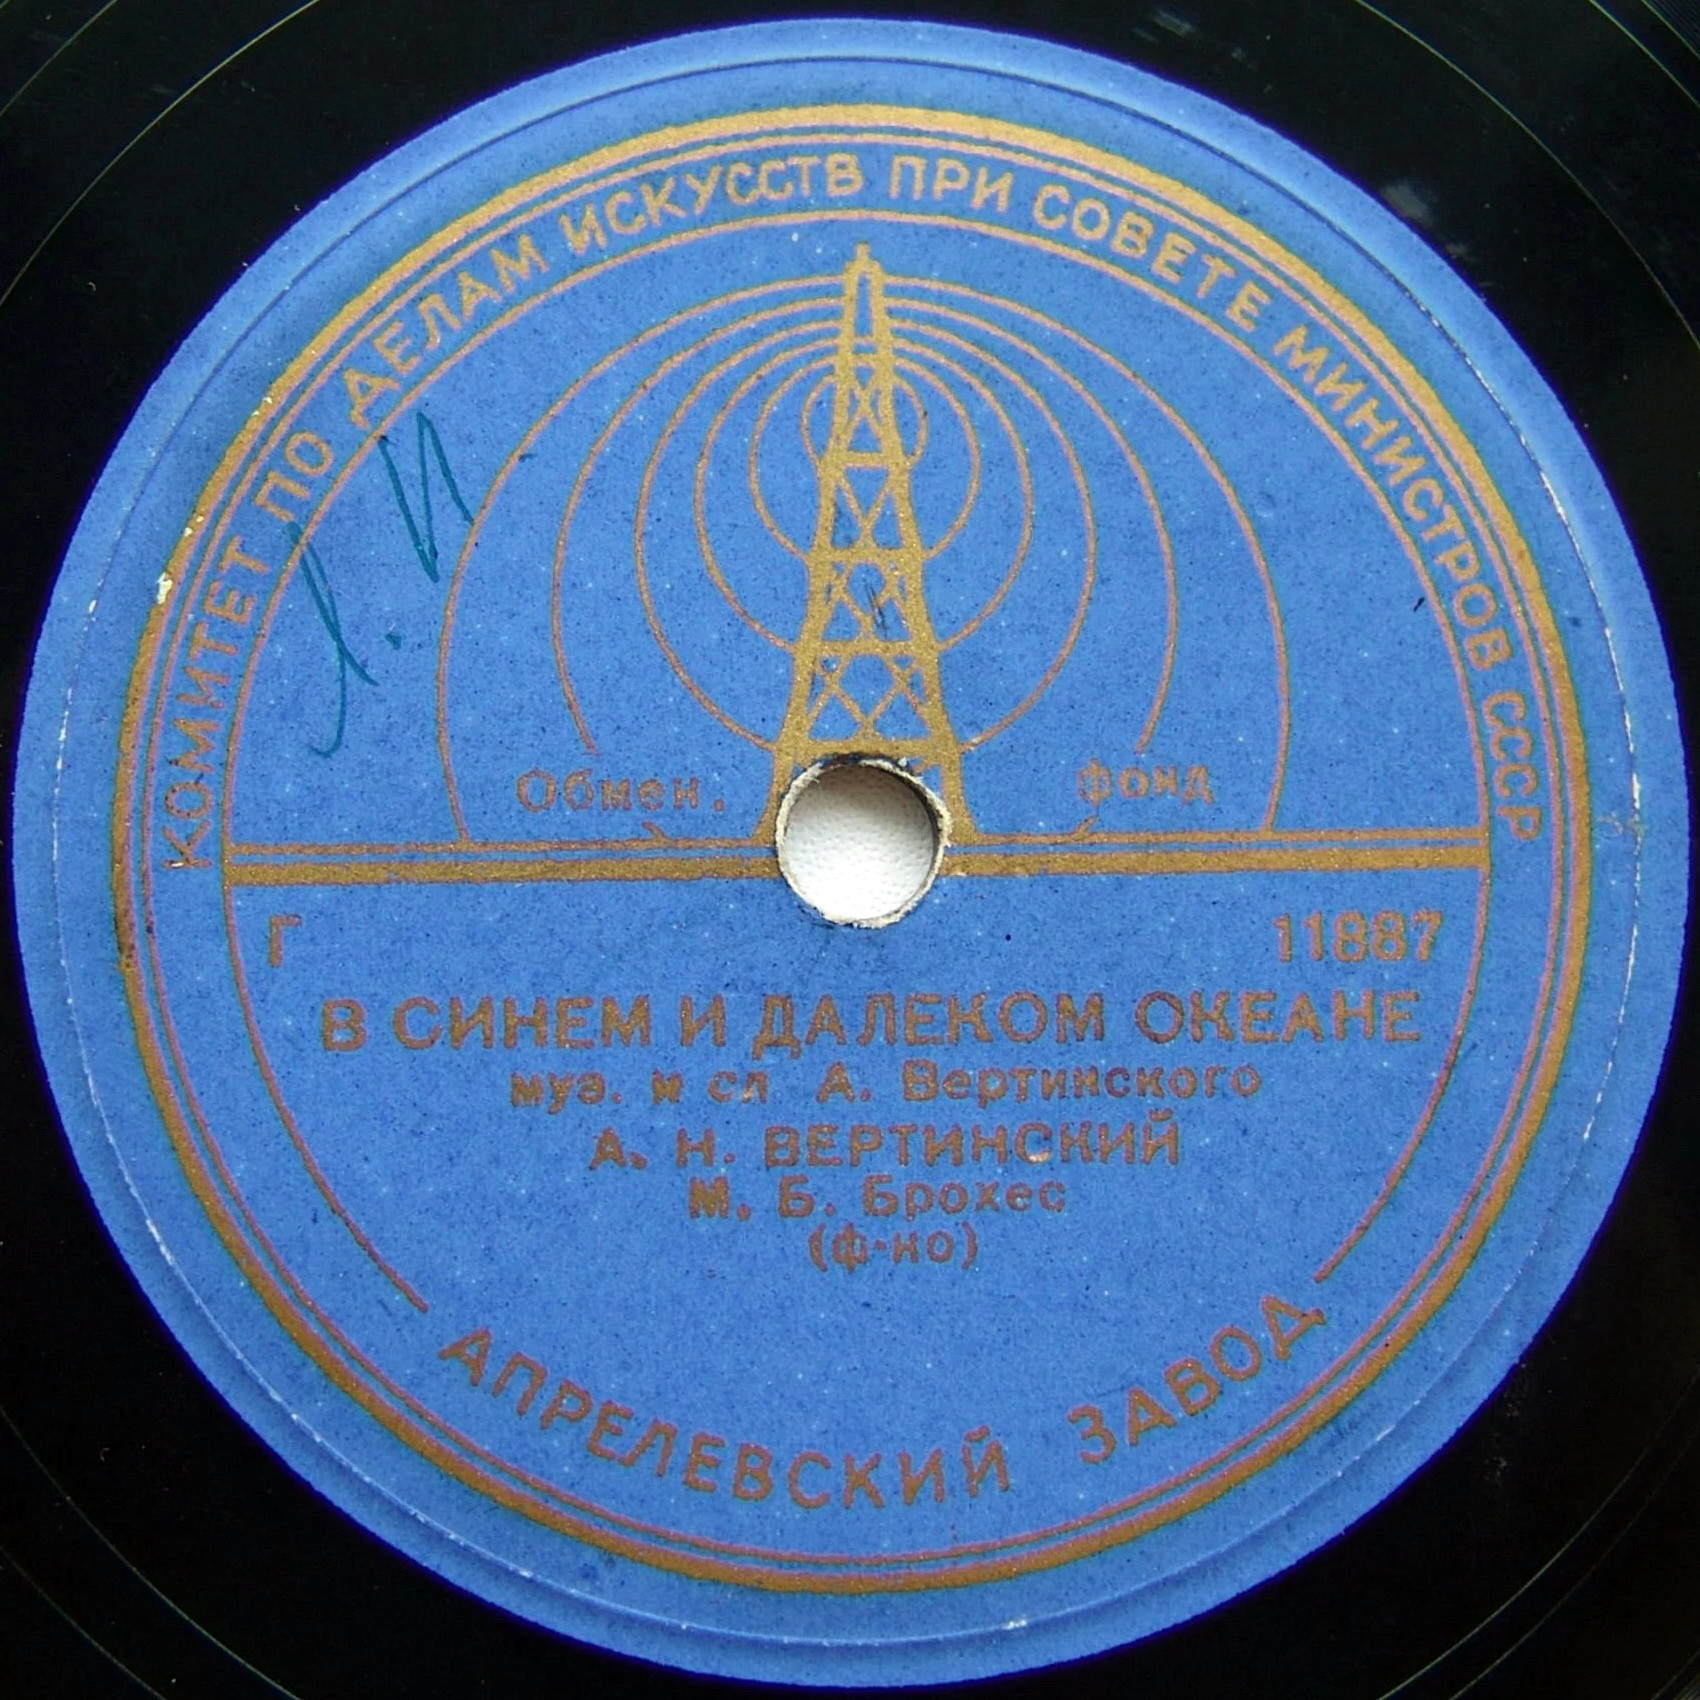 КОМИТЕТ ПО ДЕЛАМ ИСКУССТВ ПРИ СОВЕТЕ МИНИСТРОВ СССР
Л. И
Обмен. фонд
Г 11887
В СИНЕМ И ДАЛЕКОМ ОКЕАНЕ
муз. и сл А. Вертинского
А. Н. ВЕРТИНСКИЙ
М. Б. Брохес
(ф-но)
АПРЕЛЕВСКИЙ ЗАВОД